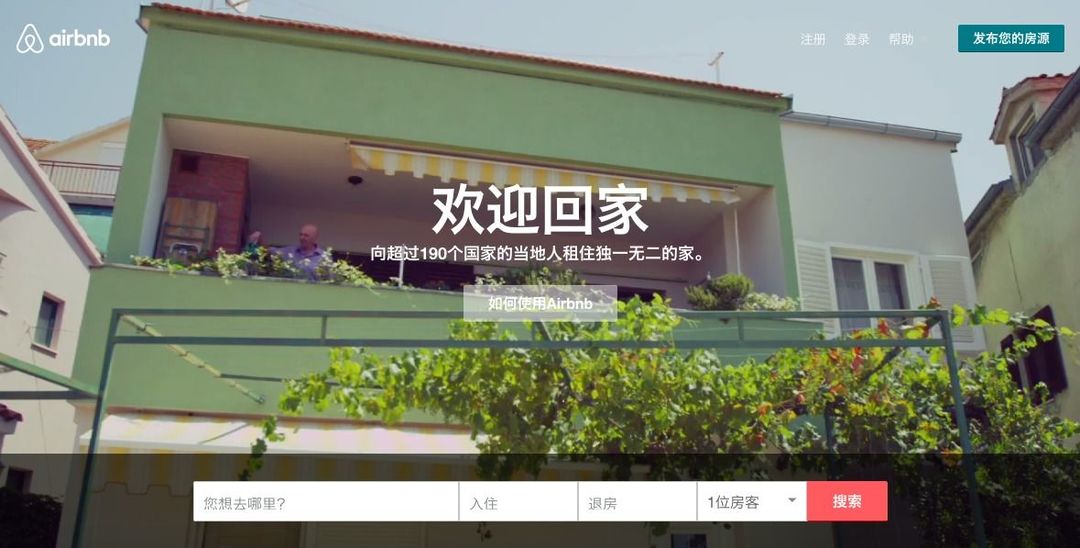 airbnb
注册 登录 帮助 发布您的房源
欢迎回家
向超过190个国家的当地人租住独一无二的家。
如何使用Airbnb
您想去哪里? 入住 退房 1位房客 搜索